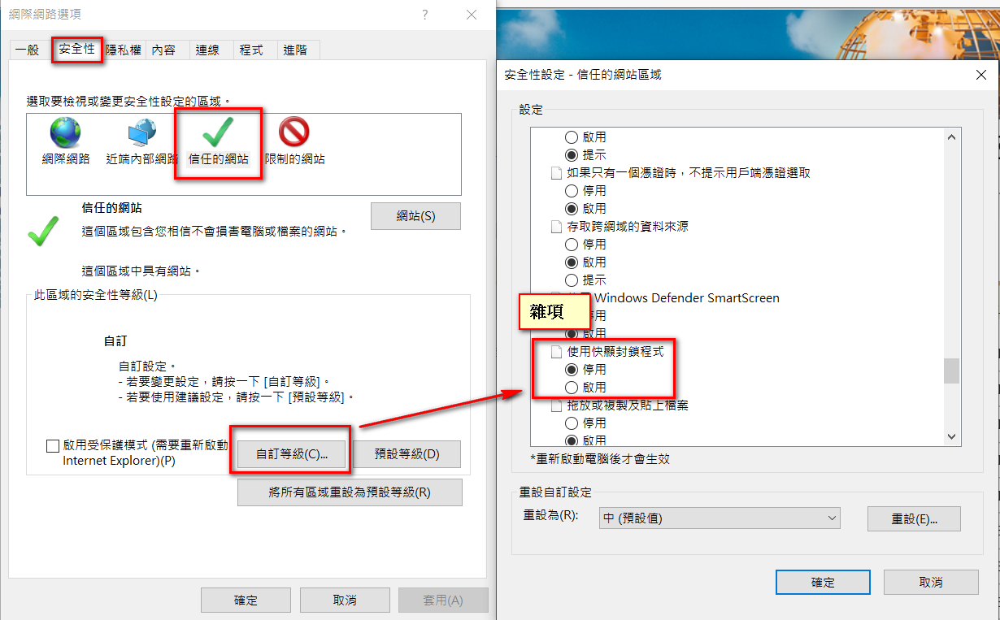 網際網路選項
?
一般
安全性
隱私權
內容
連線
程式
進階
選取要檢視或變更安全性設定的區域。
網際網路
近端內部網路
信任的網站
限制的網站
信任的網站
網站(S)
這個區域包含您相信不會損害電腦或檔案的網站。
這個區域中具有網站。
此區域的安全性等級(L)
自訂
自訂設定。
- 若要變更設定，請按一下 [自訂等級]。
- 若要使用建議設定，請按一下 [預設等級]。
啟用受保護模式 (需要重新啟動
Internet Explorer)(P)
自訂等級(C)...
預設等級(D)
將所有區域重設為預設等級(R)
確定
取消
套用(A)
安全性設定 - 信任的網站區域
設定
啟用
提示
如果只有一個憑證時，不提示用戶端憑證選取
停用
啟用
存取跨網域的資料來源
停用
啟用
提示
Windows Defender SmartScreen
雜項
用
啟用
使用快顯封鎖程式
停用
啟用
拖放或複製及貼上檔案
停用
啟用
*重新啟動電腦後才會生效
重設自訂設定
重設為(R):
中 (預設值)
重設(E)...
確定
取消